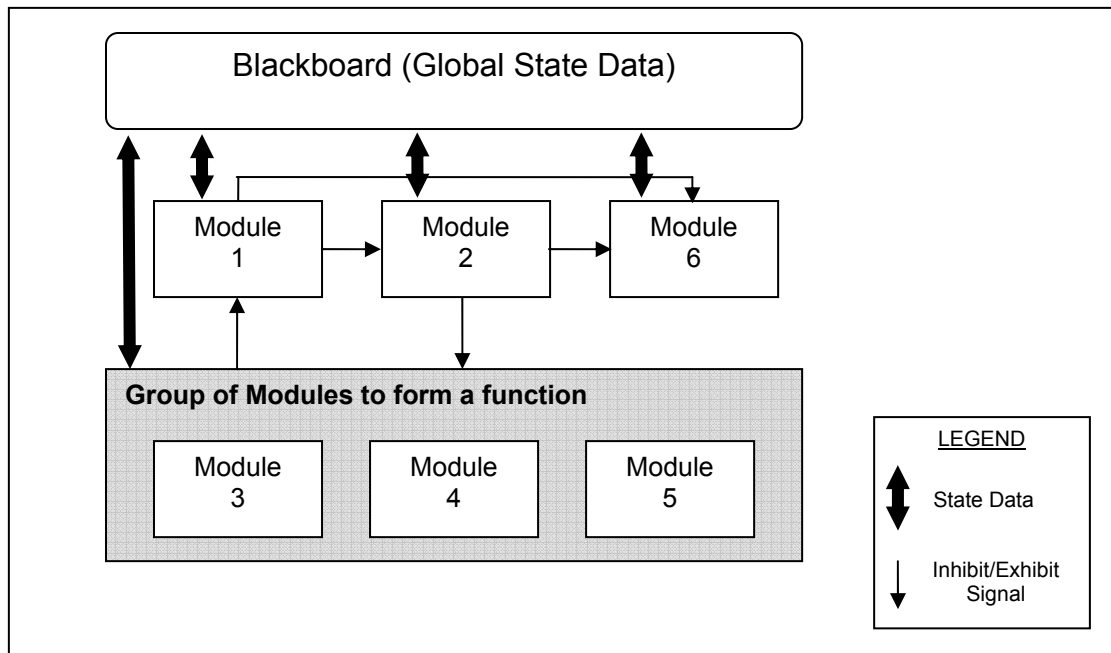 Blackboard (Global State Data)
Module
1
Module
2
Module
6
Group of Modules to form a function
Module
3
Module
4
Module
5
LEGEND
State Data
Inhibit/Exhibit
Signal